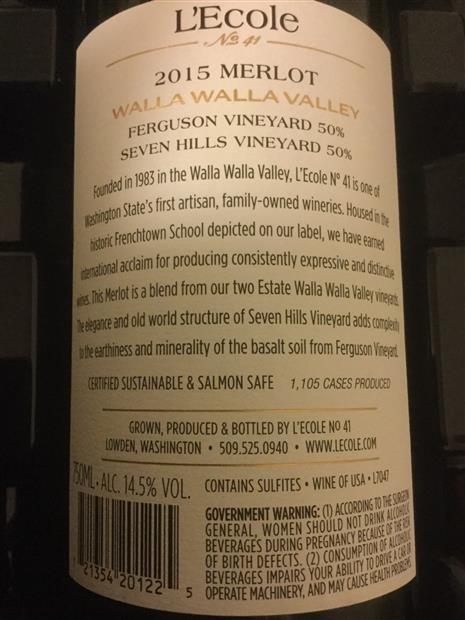 L'ECOLE
Nº 41
2015 MERLOT
WALLA WALLA VALLEY
FERGUSON VINEYARD 50%
SEVEN HILLS VINEYARD 50%
Founded in 1983 in the Walla Walla Valley, L'Ecole Nº 41 is one of
Washington State's first artisan, family-owned wineries. Housed in the
historic Frenchtown School depicted on our label, we have earned
international acclaim for producing consistently expressive and distinctive
wines. This Merlot is a blend from our two Estate Walla Walla Valley vineyards.
The elegance and old world structure of Seven Hills Vineyard adds complexity
to the earthiness and minerality of the basalt soil from Ferguson Vineyard.
CERTIFIED SUSTAINABLE & SALMON SAFE 1,105 CASES PRODUCED
GROWN, PRODUCED & BOTTLED BY L'ECOLE Nº 41
LOWDEN, WASHINGTON • 509.525.0940 • WWW.LECOLE.COM
750ML • ALC. 14.5% VOL. CONTAINS SULFITES • WINE OF USA • L7047
GOVERNMENT WARNING: (1) ACCORDING TO THE SURGEON
GENERAL, WOMEN SHOULD NOT DRINK ALCOHOLIC
BEVERAGES DURING PREGNANCY BECAUSE OF THE RISK
OF BIRTH DEFECTS. (2) CONSUMPTION OF ALCOHOLIC
BEVERAGES IMPAIRS YOUR ABILITY TO DRIVE A CAR OR
OPERATE MACHINERY, AND MAY CAUSE HEALTH PROBLEMS.
21354 20122 5